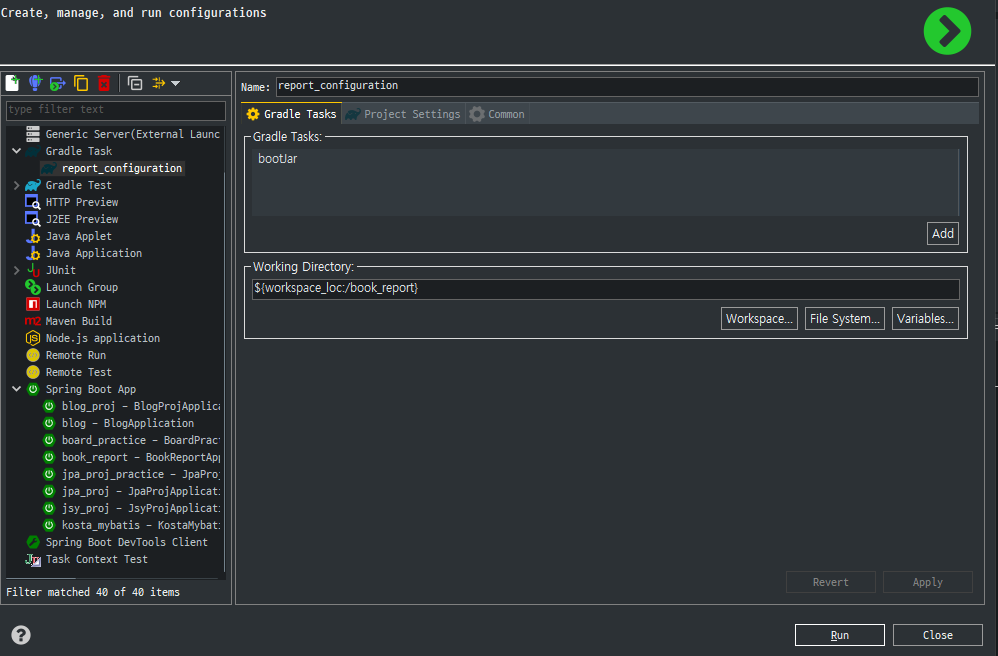 Create, manage, and run configurations
type filter text
Generic Server(External Launc
Gradle Task
report_configuration
Gradle Test
HTTP Preview
J2EE Preview
Java Applet
Java Application
JUnit
Launch Group
Launch NPM
Maven Build
Node.js application
Remote Run
Remote Test
Spring Boot App
blog_proj - BlogProjApplica
blog - BlogApplication
board_practice - BoardPrac
book_report - BookReportApp
jpa_proj_practice - JpaProj
jpa_proj - JpaProjApplicati
jsy_proj - JsyProjApplicati
kosta_mybatis - KostaMybat
Spring Boot DevTools Client
Task Context Test
Filter matched 40 of 40 items
Name: report_configuration
Gradle Tasks Project Settings Common
Gradle Tasks:
bootJar
Add
Working Directory:
${workspace_loc:/book_report}
Workspace... File System... Variables...
Revert Apply
Run Close